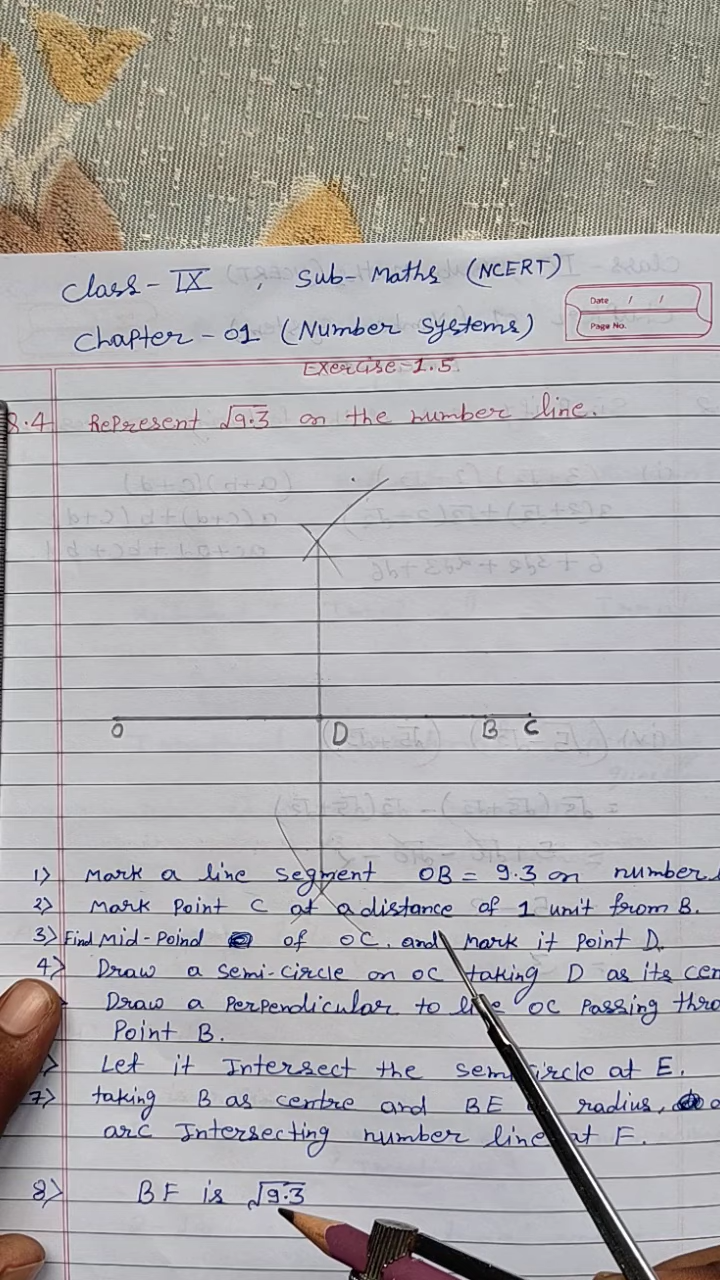 Class - IX , Sub - Maths (NCERT)
Chapter - 01 (Number Systems)
Date / /
Page No.
Exercise - 1.5
8.4 Represent √9.3 on the number line.
O D B C
1> Mark a line segment OB = 9.3 on number
2> Mark Point C at a distance of 1 unit from B.
3> Find Mid-Poind of OC, and Mark it Point D.
4> Draw a semi-circle on OC taking D as its
Draw a Perpendicular to line OC Passing
Point B.
Let it Intersect the semicircle at E.
7> taking B as centre and BE radius,
arc Intersecting number line at F.
8> BF is √9.3